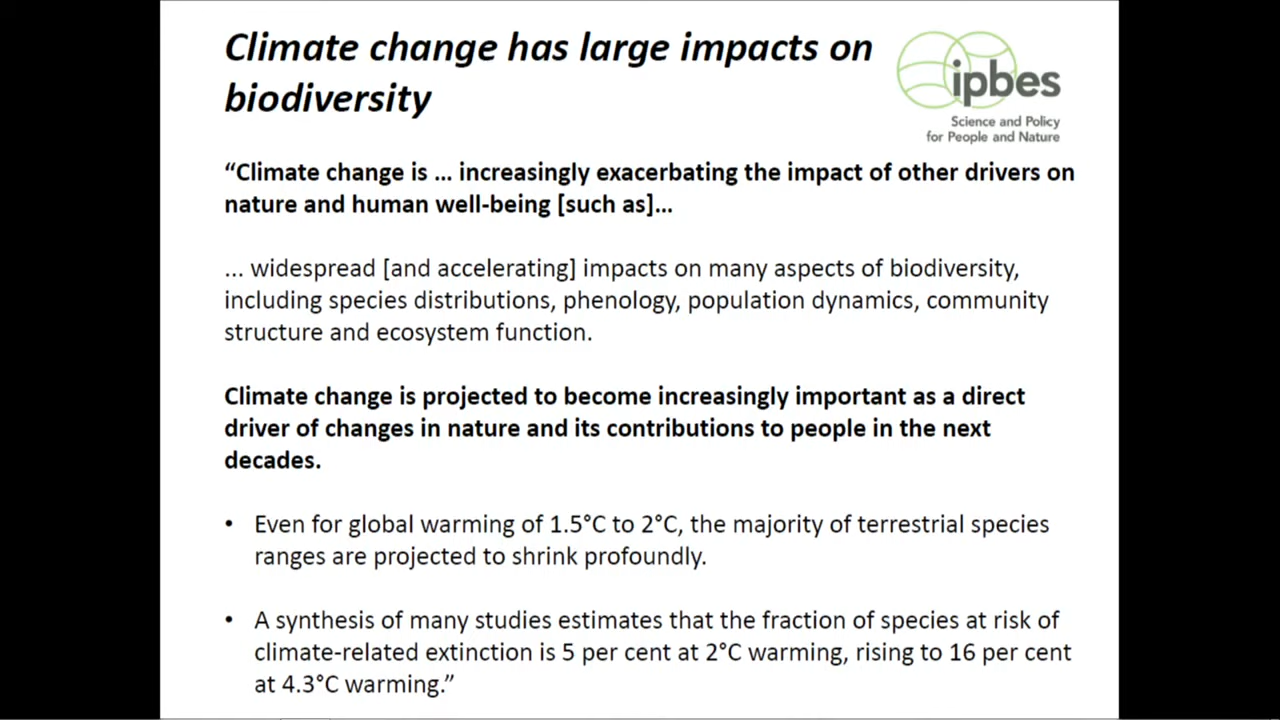 Climate change has large impacts on
biodiversity
ipbes
Science and Policy
for People and Nature
“Climate change is ... increasingly exacerbating the impact of other drivers on
nature and human well-being [such as]...
... widespread [and accelerating] impacts on many aspects of biodiversity,
including species distributions, phenology, population dynamics, community
structure and ecosystem function.
Climate change is projected to become increasingly important as a direct
driver of changes in nature and its contributions to people in the next
decades.
• Even for global warming of 1.5°C to 2°C, the majority of terrestrial species
ranges are projected to shrink profoundly.
• A synthesis of many studies estimates that the fraction of species at risk of
climate-related extinction is 5 per cent at 2°C warming, rising to 16 per cent
at 4.3°C warming.”